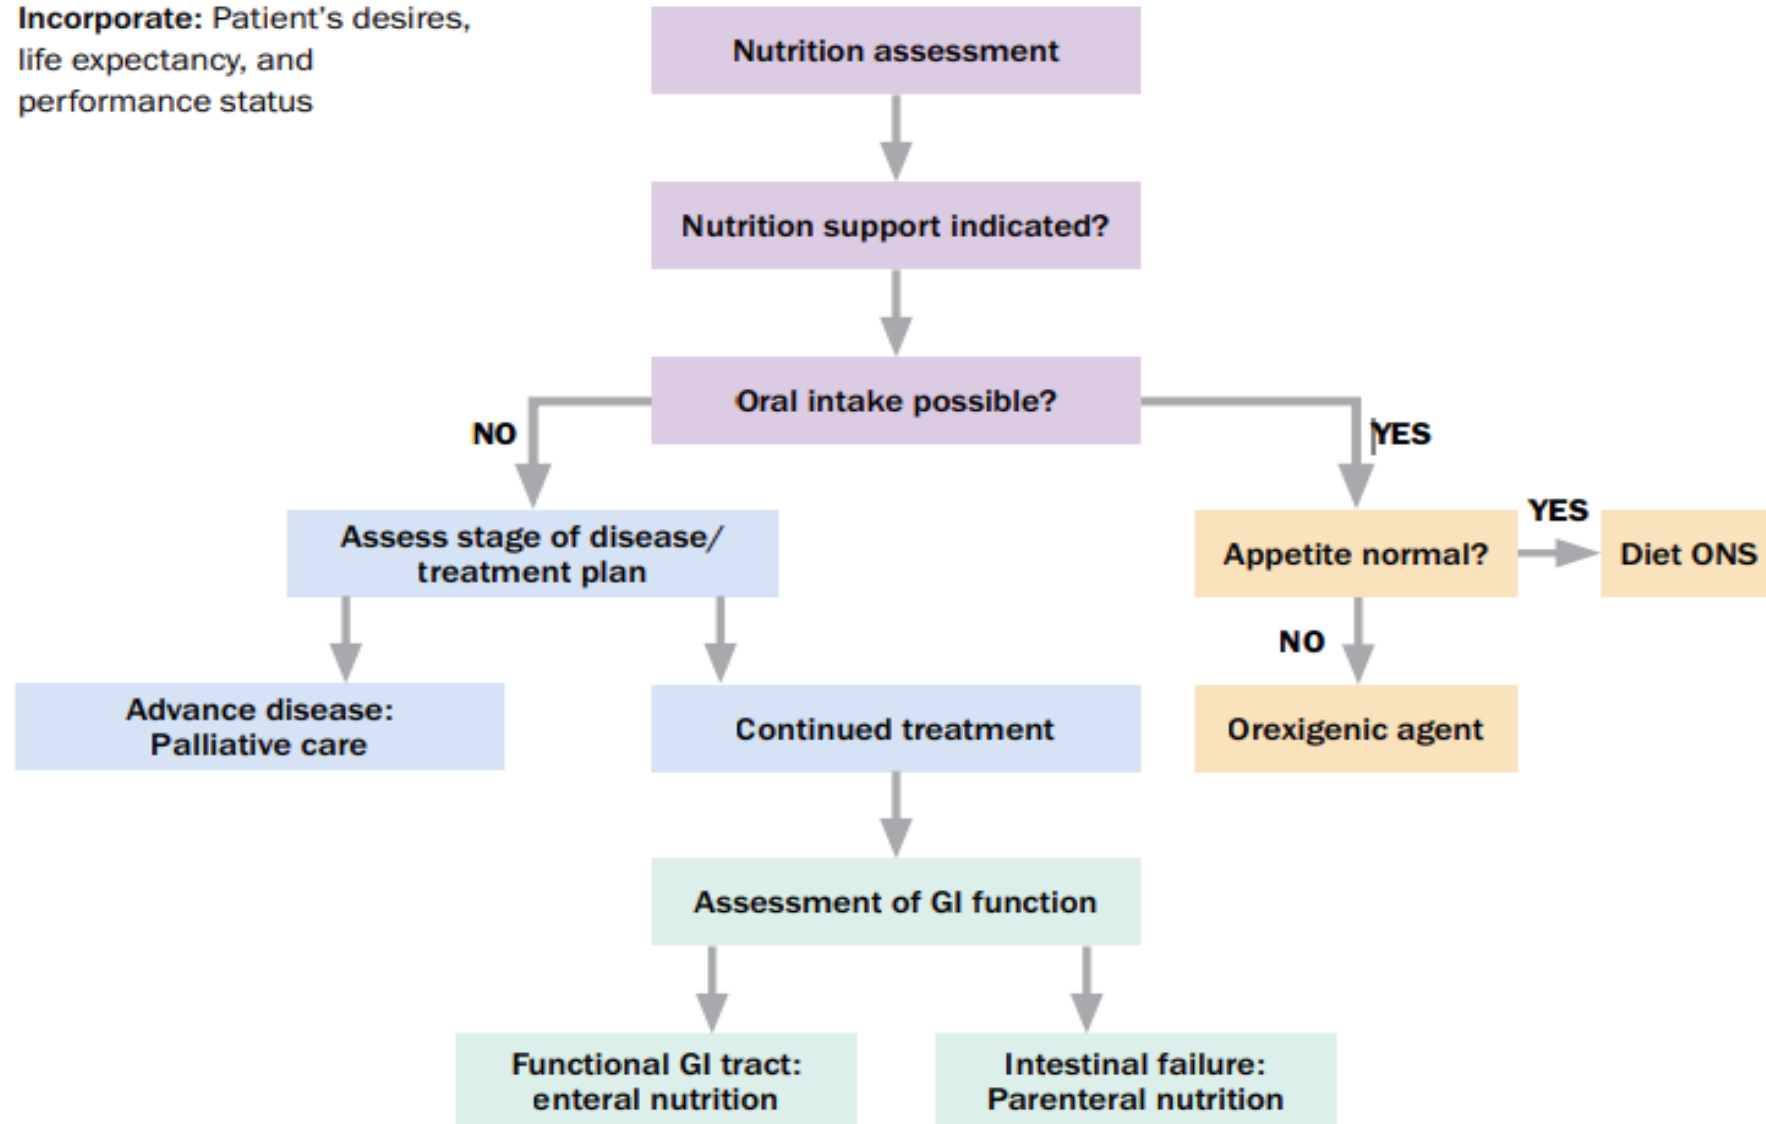 Incorporate: Patient's desires,
life expectancy, and
performance status
Nutrition assessment
Nutrition support indicated?
Oral intake possible?
NO
YES
Assess stage of disease/
treatment plan
Appetite normal?
YES
Diet ONS
NO
Advance disease:
Palliative care
Continued treatment
Orexigenic agent
Assessment of GI function
Functional GI tract:
enteral nutrition
Intestinal failure:
Parenteral nutrition